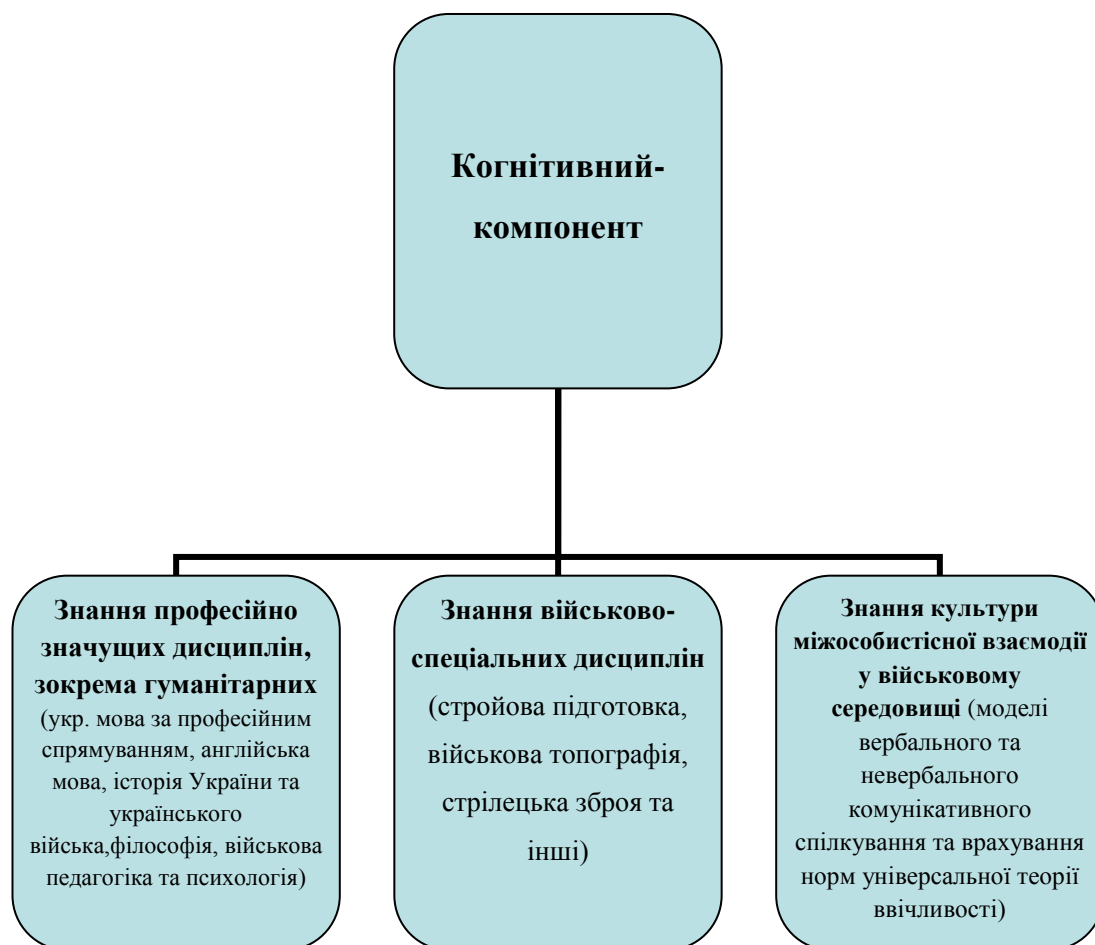 Когнітивний-
компонент
Знання професійно
значущих дисциплін,
зокрема гуманітарних
(укр. мова за професійним
спрямуванням, англійська
мова, історія України та
українського
війська,філософія, військова
педагогіка та психологія)
Знання військово-
спеціальних дисциплін
(стройова підготовка,
військова топографія,
стрілецька зброя та
інші)
Знання культури
міжособистісної взаємодії
у військовому
середовищі (моделі
вербального та
невербального
комунікативного
спілкування та врахування
норм універсальної теорії
ввічливості)